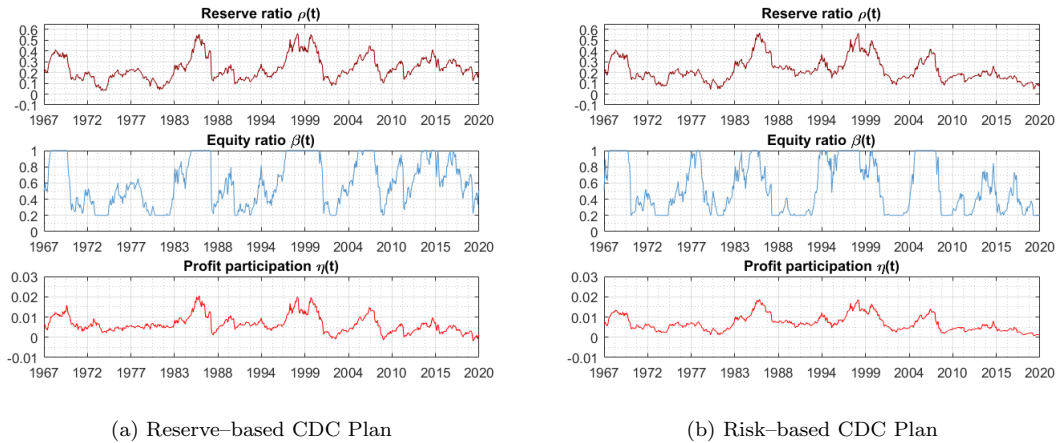 Reserve ratio ρ(t)
0.6
0.5
0.4
0.3
0.2
0.1
0
-0.1
1967 1972 1977 1983 1988 1994 1999 2004 2010 2015 2020
Equity ratio β(t)
1
0.8
0.6
0.4
0.2
0
1967 1972 1977 1983 1988 1994 1999 2004 2010 2015 2020
Profit participation η(t)
0.03
0.02
0.01
0
-0.01
1967 1972 1977 1983 1988 1994 1999 2004 2010 2015 2020
(a) Reserve–based CDC Plan
Reserve ratio ρ(t)
0.6
0.5
0.4
0.3
0.2
0.1
0
-0.1
1967 1972 1977 1983 1988 1994 1999 2004 2010 2015 2020
Equity ratio β(t)
1
0.8
0.6
0.4
0.2
0
1967 1972 1977 1983 1988 1994 1999 2004 2010 2015 2020
Profit participation η(t)
0.03
0.02
0.01
0
-0.01
1967 1972 1977 1983 1988 1994 1999 2004 2010 2015 2020
(b) Risk–based CDC Plan